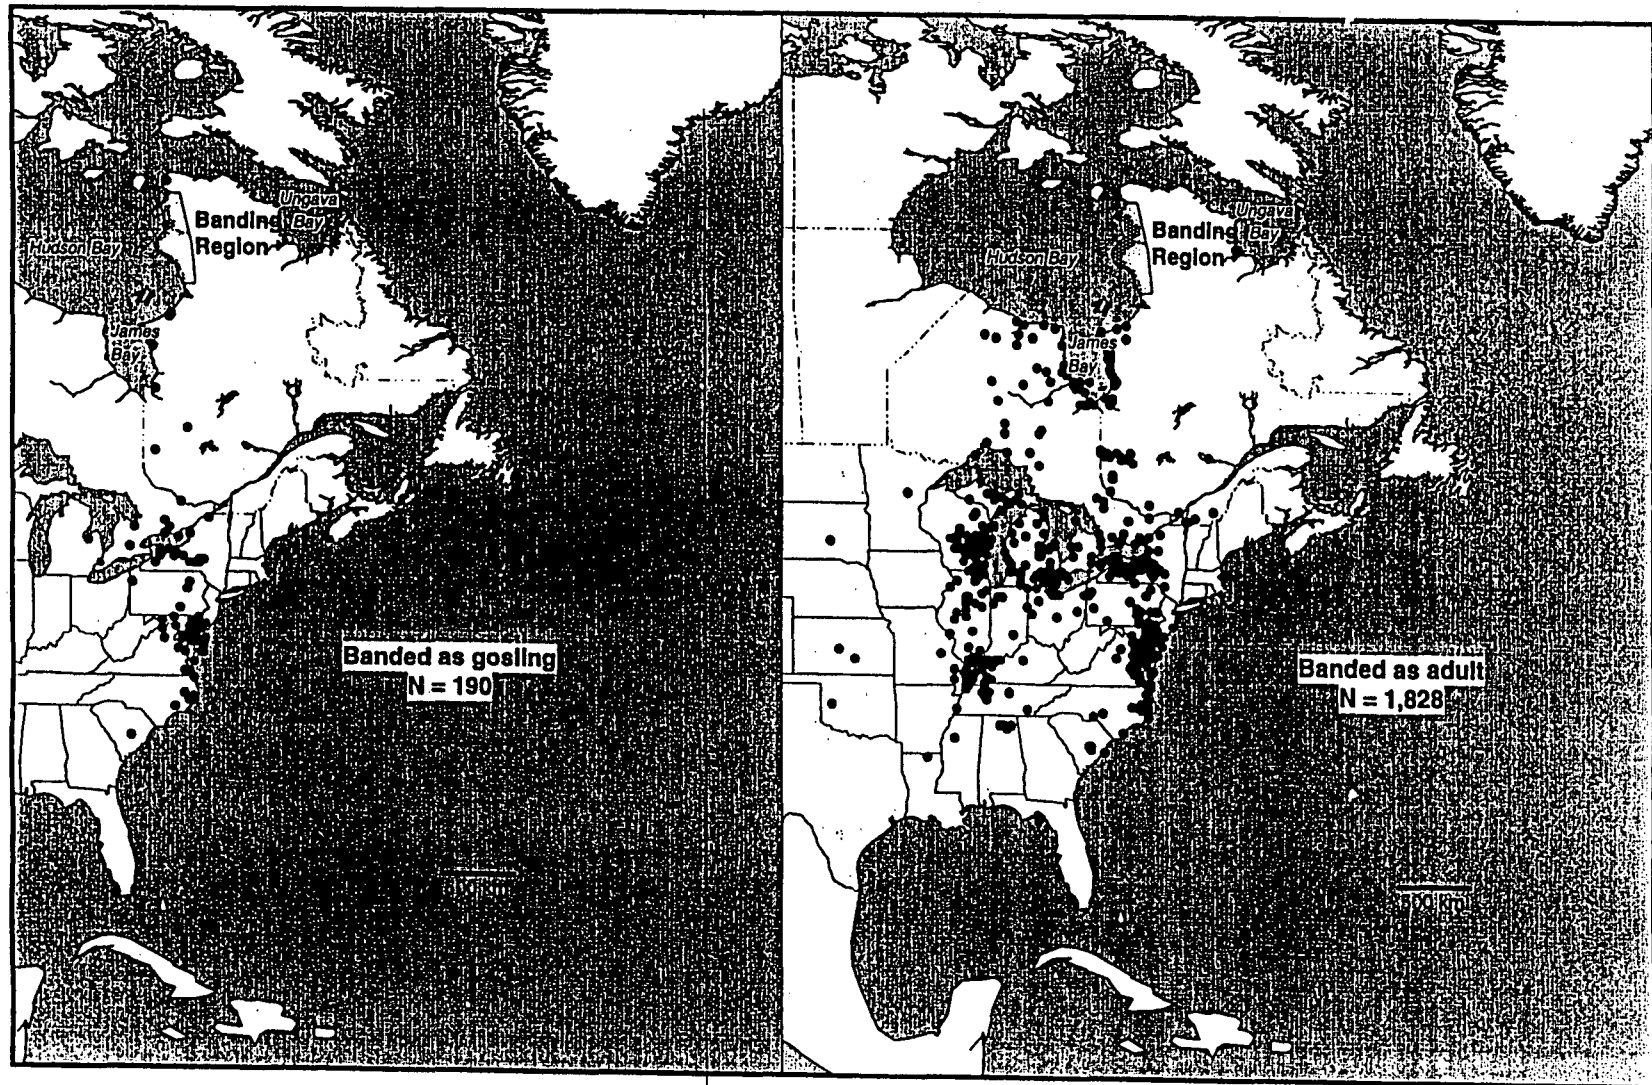 Ungava
Bay
Banding
Region
Hudson Bay
James
Bay
Banded as gosling
N = 190
Ungava
Bay
Banding
Region
Hudson Bay
James
Bay
Banded as adult
N = 1,828
500 km